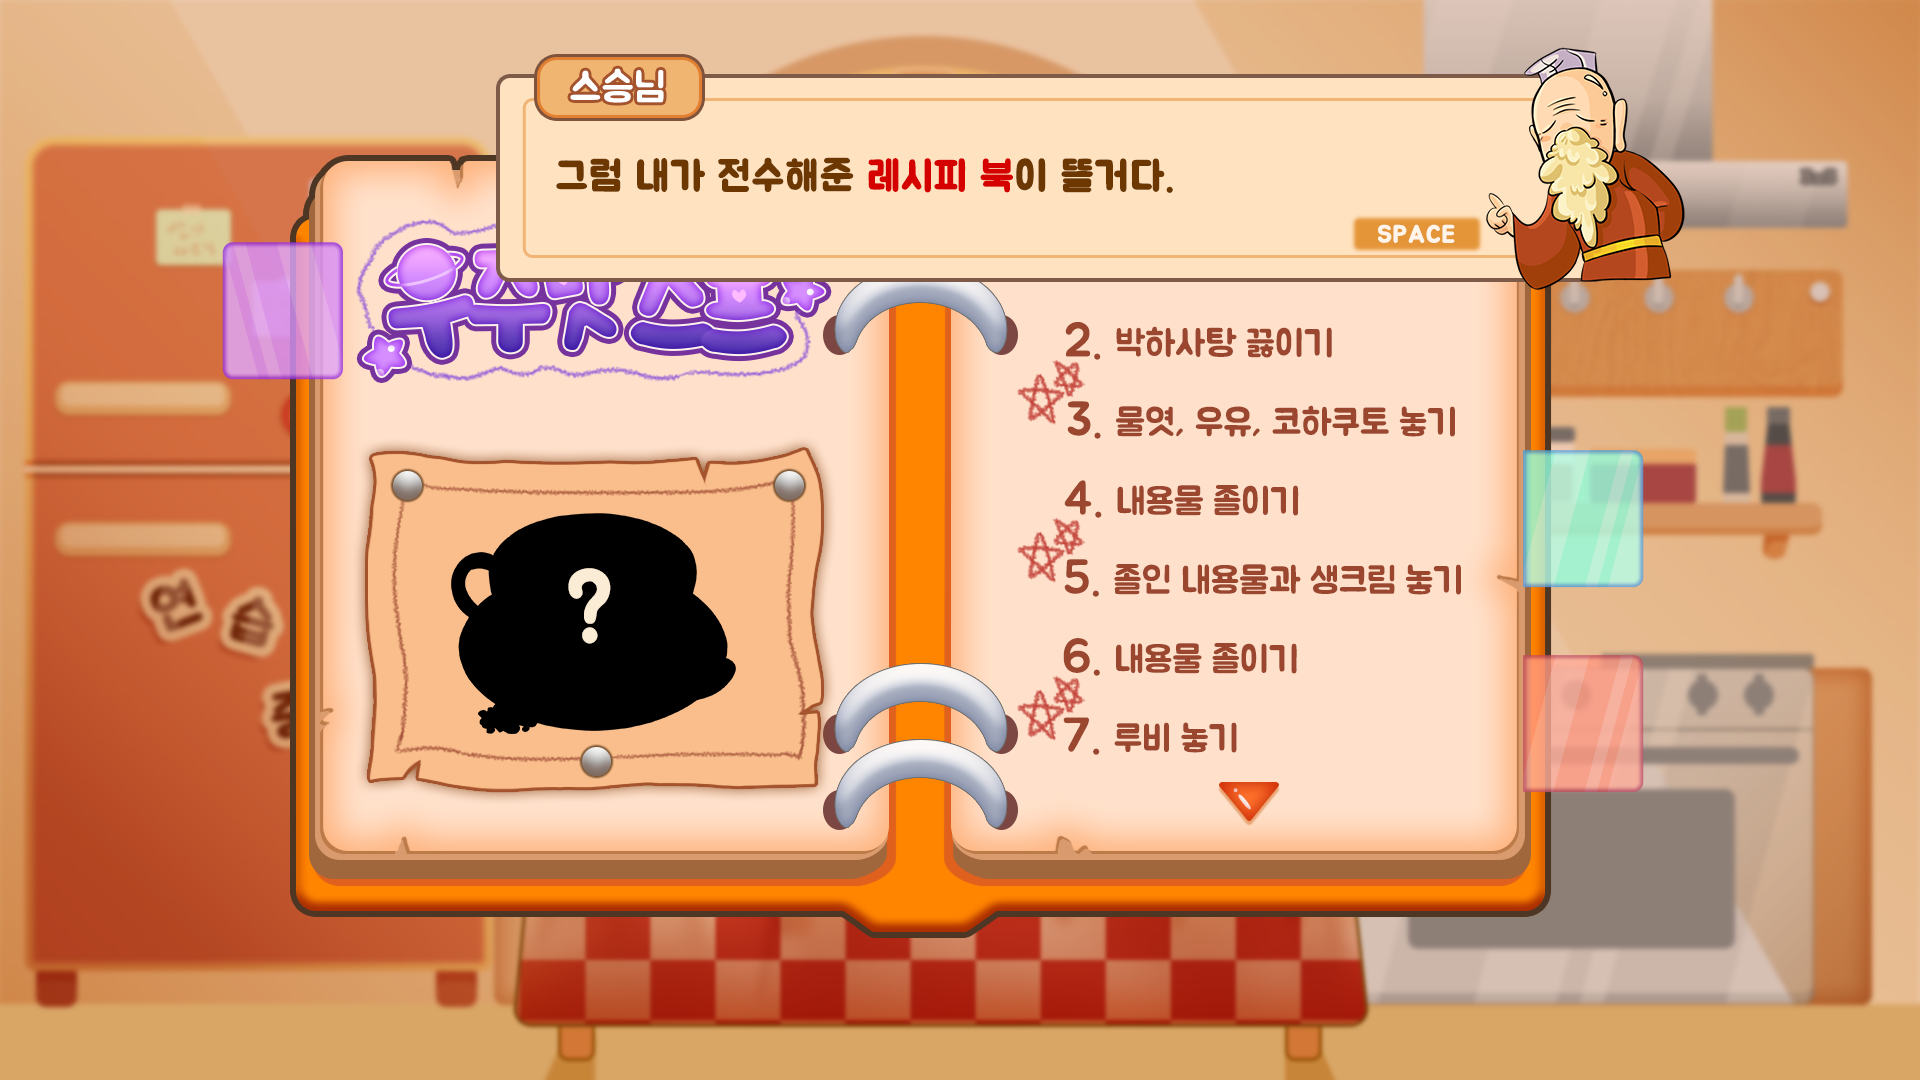 스승님
그럼 내가 전수해준 레시피 북이 뜰거다.
SPACE
우주맛 스프
2. 박하사탕 끓이기
3. 물엿, 우유, 코하쿠토 놓기
4. 내용물 졸이기
5. 졸인 내용물과 생크림 놓기
6. 내용물 졸이기
7. 루비 놓기
?
연